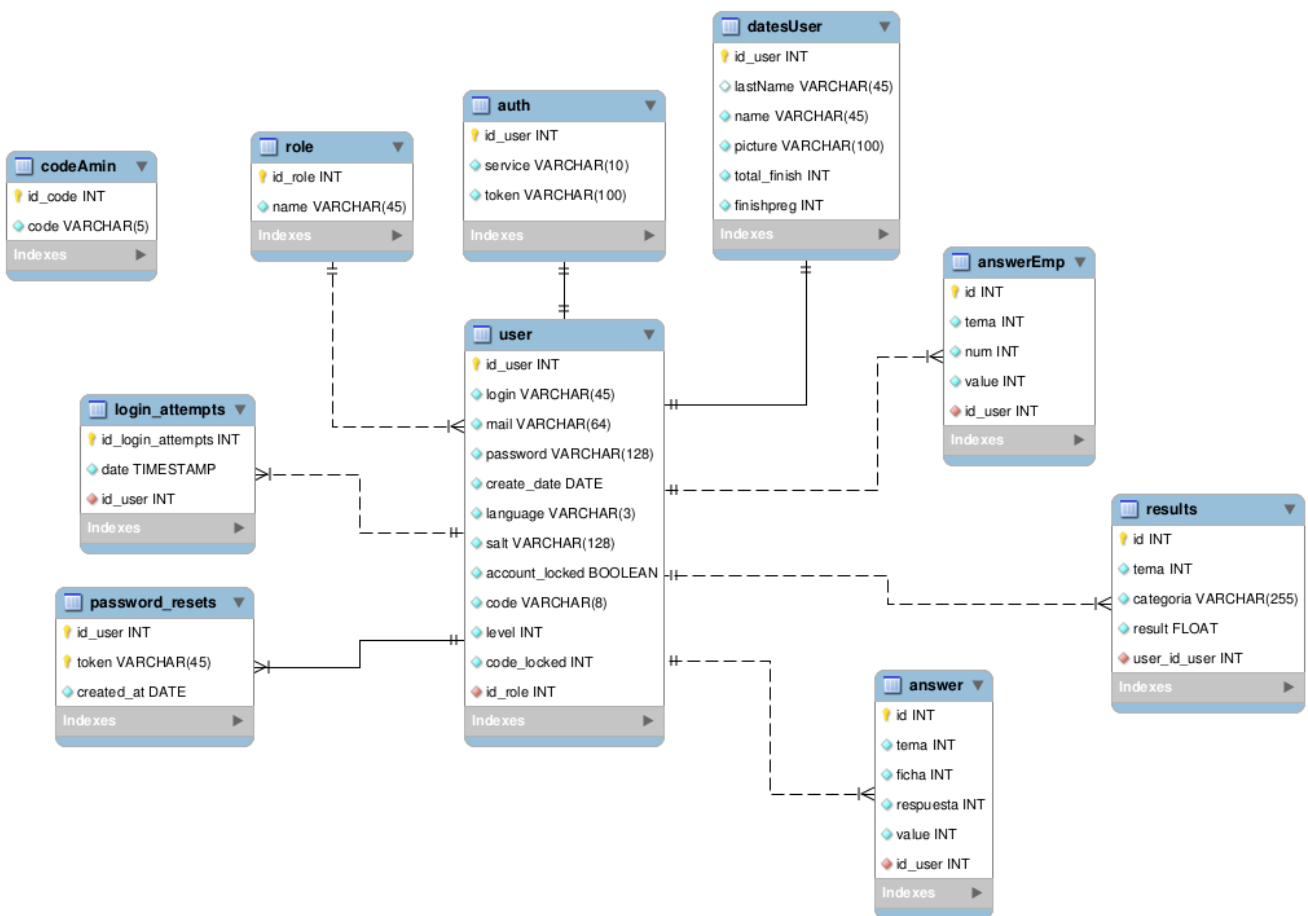 codeAmin
id_code INT
code VARCHAR(5)
Indexes
role
id_role INT
name VARCHAR(45)
Indexes
auth
id_user INT
service VARCHAR(10)
token VARCHAR(100)
Indexes
datesUser
id_user INT
lastName VARCHAR(45)
name VARCHAR(45)
picture VARCHAR(100)
total_finish INT
finishpreg INT
Indexes
answerEmp
id INT
tema INT
num INT
value INT
id_user INT
Indexes
user
id_user INT
login VARCHAR(45)
mail VARCHAR(64)
password VARCHAR(128)
create_date DATE
language VARCHAR(3)
salt VARCHAR(128)
account_locked BOOLEAN
code VARCHAR(8)
level INT
code_locked INT
id_role INT
Indexes
login_attempts
id_login_attempts INT
date TIMESTAMP
id_user INT
Indexes
password_resets
id_user INT
token VARCHAR(45)
created_at DATE
Indexes
results
id INT
tema INT
categoria VARCHAR(255)
result FLOAT
user_id_user INT
Indexes
answer
id INT
tema INT
ficha INT
respuesta INT
value INT
id_user INT
Indexes